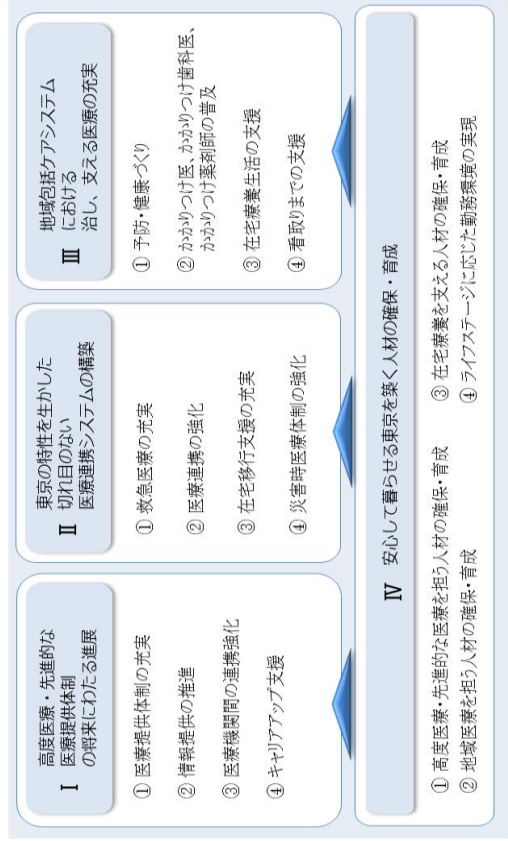 高度医療・先進的な
Ⅰ 医療提供体制
の将来にわたる進展
① 医療提供体制の充実
② 情報提供の推進
③ 医療機関間の連携強化
④ キャリアアップ支援
東京の特性を生かした
Ⅱ 切れ目のない
医療連携システムの構築
① 救急医療の充実
② 医療連携の強化
③ 在宅移行支援の充実
④ 災害時医療体制の強化
地域包括ケアシステム
Ⅲ における
治し、支える医療の充実
① 予防・健康づくり
② かかりつけ医、かかりつけ歯科医、
かかりつけ薬剤師の普及
③ 在宅療養生活の支援
④ 看取りまでの支援
Ⅳ 安心して暮らせる東京を築く人材の確保・育成
① 高度医療・先進的な医療を担う人材の確保・育成
② 地域医療を担う人材の確保・育成
③ 在宅療養を支える人材の確保・育成
④ ライフステージに応じた勤務環境の実現